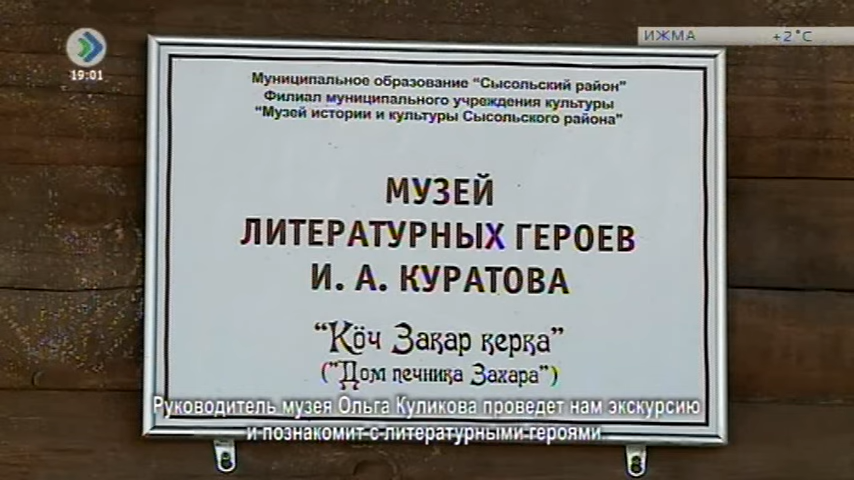 19:01
ИЖМА +2°C
Муниципальное образование "Сысольский район"
Филиал муниципального учреждения культуры
"Музей истории и культуры Сысольского района"
МУЗЕЙ
ЛИТЕРАТУРНЫХ ГЕРОЕВ
И. А. КУРАТОВА
"Кӧч Закар керка"
("Дом печника Захара")
Руководитель музея Ольга Куликова проведет нам экскурсию
и познакомит с литературными героями